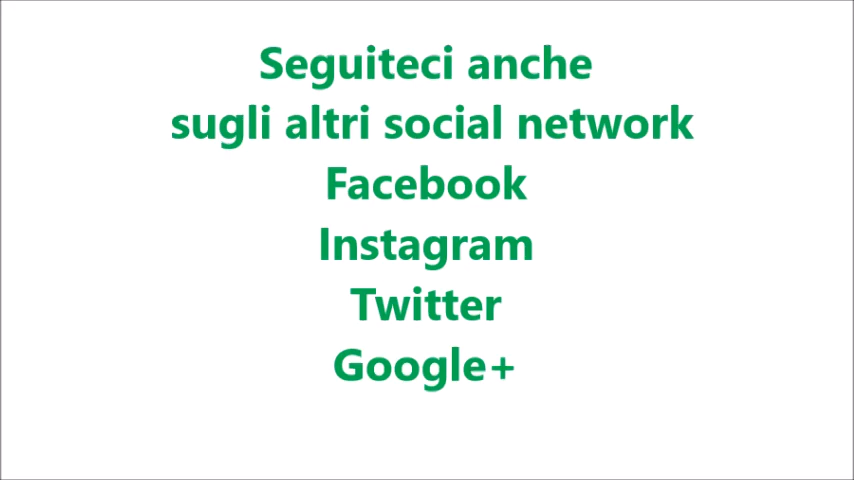 Seguiteci anche
sugli altri social network
Facebook
Instagram
Twitter
Google+